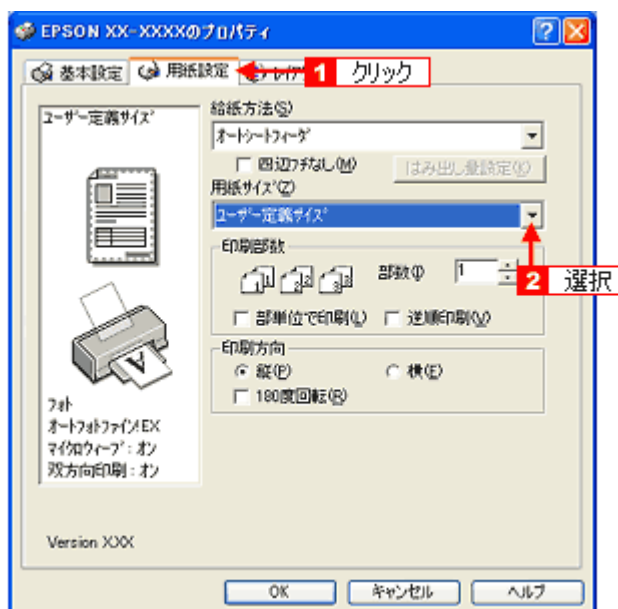 EPSON XX-XXXXのプロパティ
基本設定 用紙設定
1 クリック
ユーザー定義サイズ
給紙方法(S)
オートシートフィーダ
四辺フチなし(M) はみ出し量設定(K)
用紙サイズ(Z)
ユーザー定義サイズ
2 選択
印刷部数
部数(I) 1
部単位で印刷(L) 逆順印刷(V)
印刷方向
縦(P) 横(E)
180度回転(R)
フォト
オートフォトファイン!EX
マイクロウィーブ : オン
双方向印刷 : オン
Version XXX
OK キャンセル ヘルプ